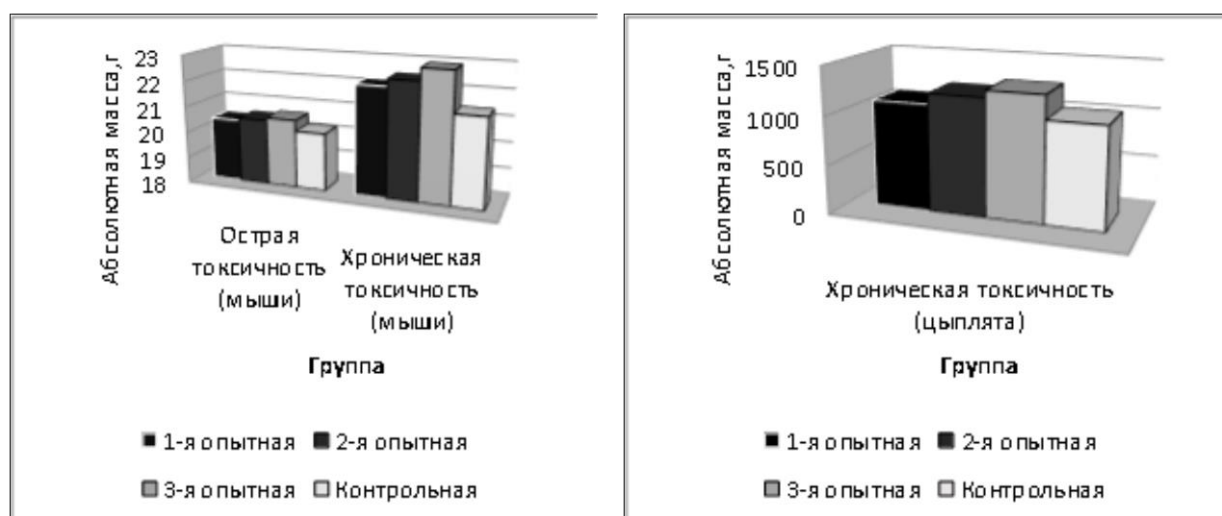 Абсолютная масса,г
23
22
21
20
19
18
Острая
токсичность
(мыши)
Хроническая
токсичность
(мыши)
Группа
1-я опытная
2-я опытная
3-я опытная
Контрольная
Абсолютная масса,г
1500
1000
500
0
Хроническая токсичность
(цыплята)
Группа
1-я опытная
2-я опытная
3-я опытная
Контрольная